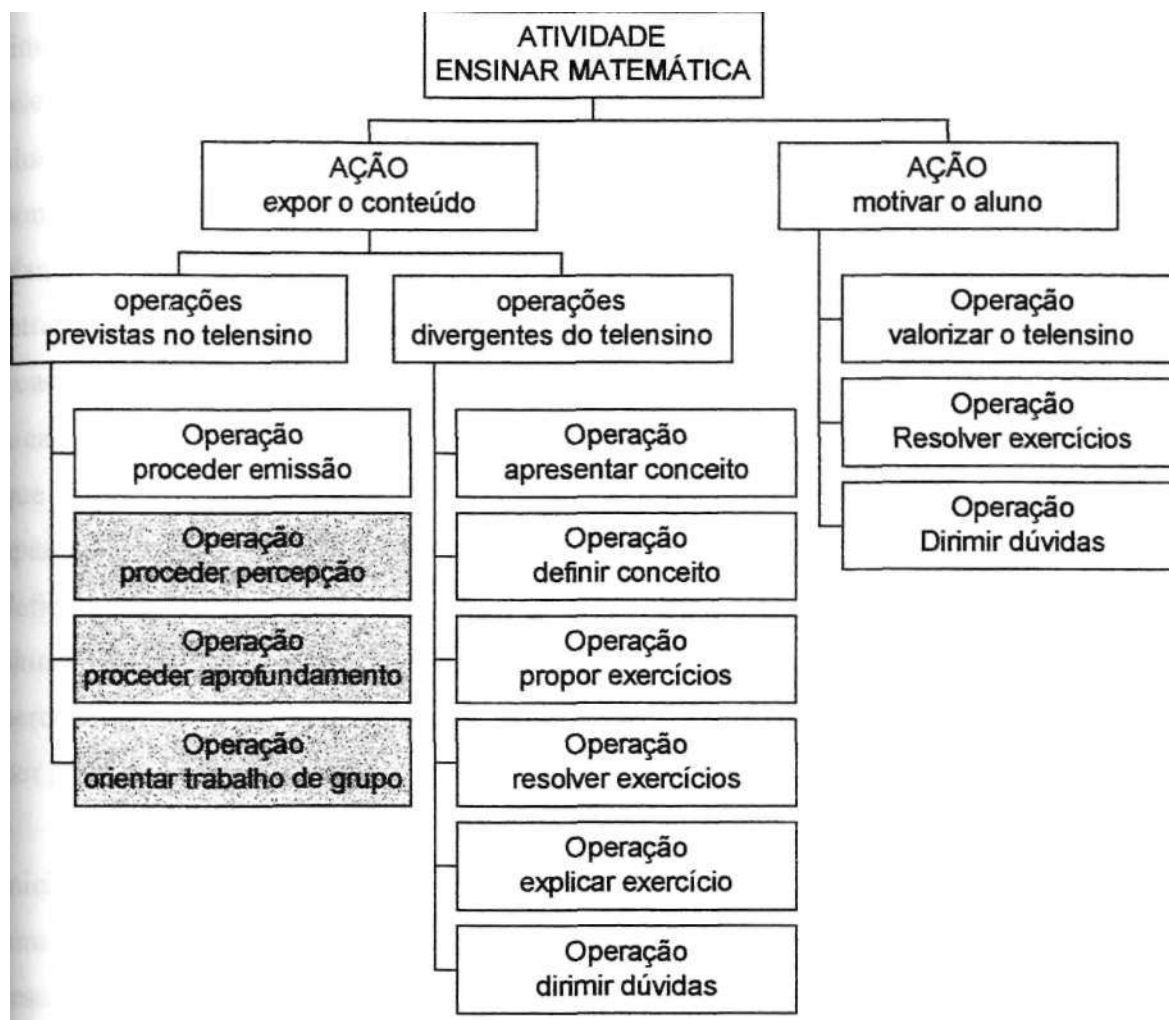 ATIVIDADE
ENSINAR MATEMÁTICA
AÇÃO
expor o conteúdo
AÇÃO
motivar o aluno
operações
previstas no telensino
operações
divergentes do telensino
Operação
valorizar o telensino
Operação
Resolver exercícios
Operação
Dirimir dúvidas
Operação
proceder emissão
Operação
proceder percepção
Operação
proceder aprofundamento
Operação
orientar trabalho de grupo
Operação
apresentar conceito
Operação
definir conceito
Operação
propor exercícios
Operação
resolver exercícios
Operação
explicar exercício
Operação
dirimir dúvidas